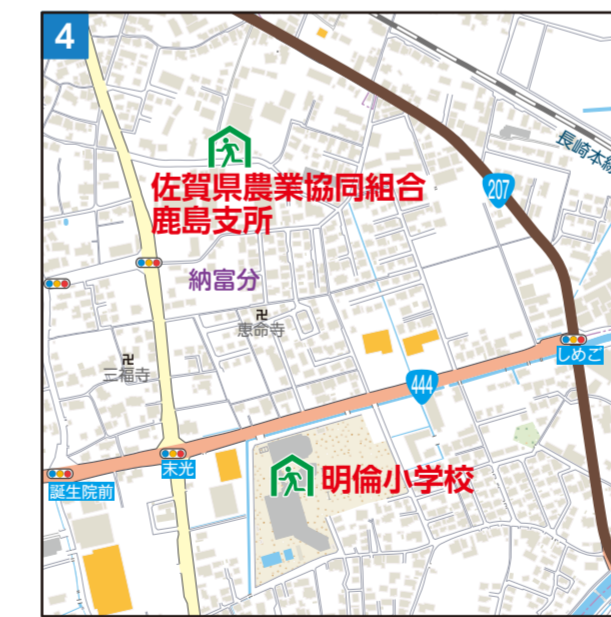 4
長崎本線
207
佐賀県農業協同組合
鹿島支所
納富分
恵命寺
三福寺
しめご
444
末光
明倫小学校
誕生院前